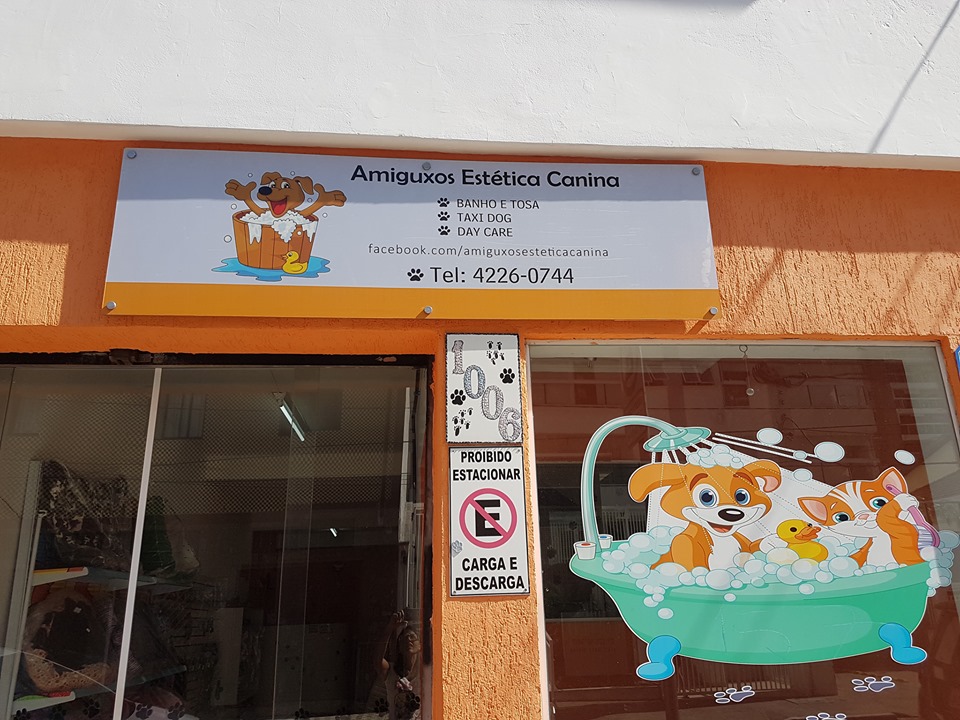 Amiguxos Estética Canina
BANHO E TOSA
TAXI DOG
DAY CARE
facebook.com/amiguxosesteticacanina
Tel: 4226-0744
1006
PROIBIDO
ESTACIONAR
E
CARGA E
DESCARGA